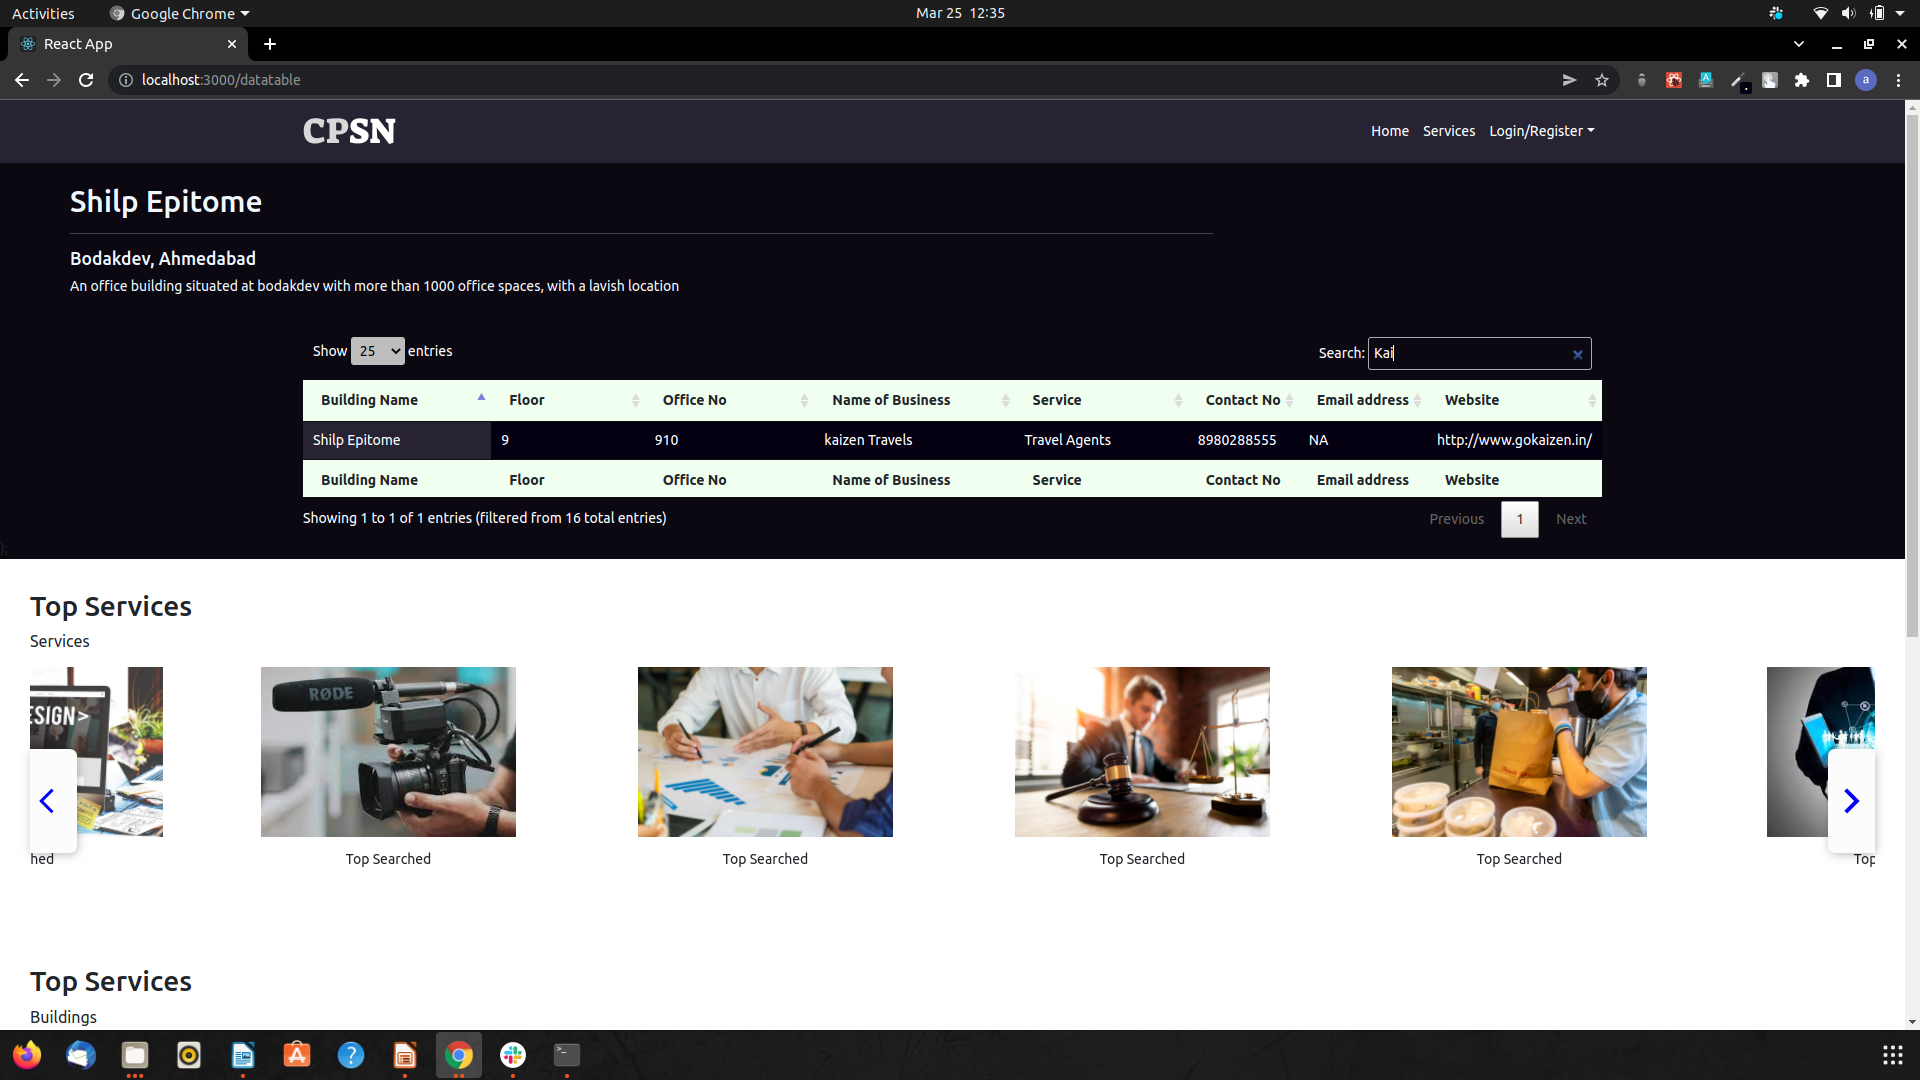 Activities Google Chrome Mar 25 12:35
React App
localhost:3000/datatable a
CPSN Home Services Login/Register
Shilp Epitome
Bodakdev, Ahmedabad
An office building situated at bodakdev with more than 1000 office spaces, with a lavish location
Show 25 entries Search: Kai
Building Name Floor Office No Name of Business Service Contact No Email address Website
Shilp Epitome 9 910 kaizen Travels Travel Agents 8980288555 NA http://www.gokaizen.in/
Building Name Floor Office No Name of Business Service Contact No Email address Website
Showing 1 to 1 of 1 entries (filtered from 16 total entries) Previous 1 Next
);
Top Services
Services
ESIGN>
RØDE
hed Top Searched Top Searched Top Searched Top Searched Top
Top Services
Buildings